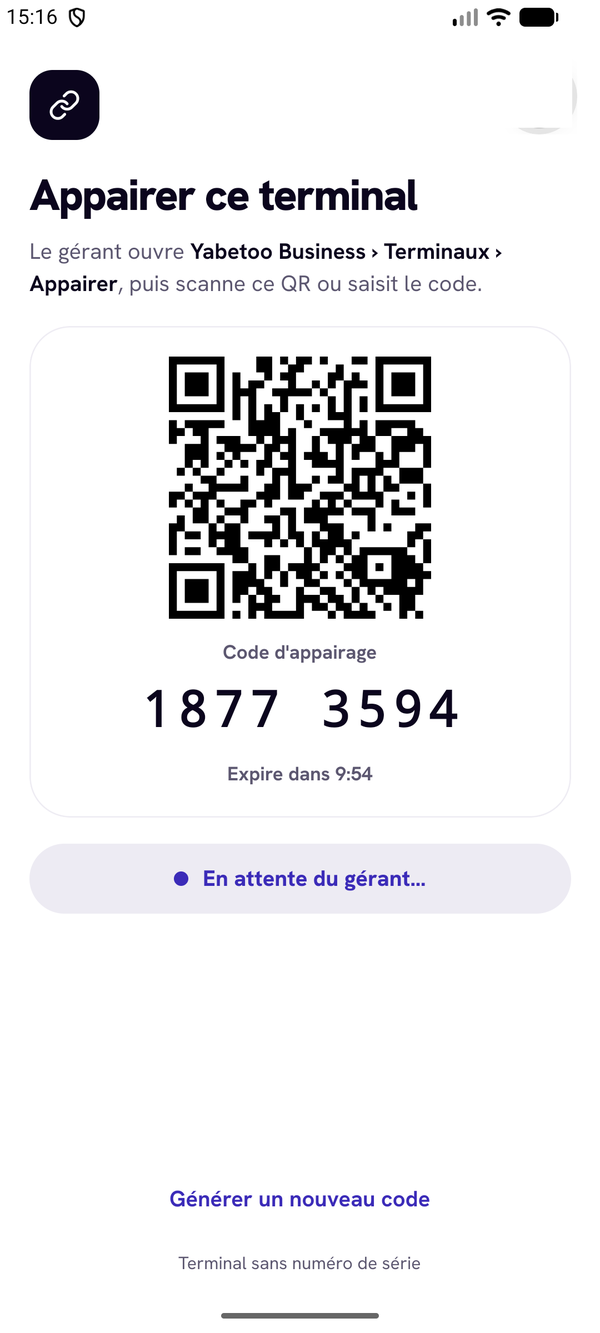 15:16
Appairer ce terminal
Le gérant ouvre Yabetoo Business › Terminaux ›
Appairer, puis scanne ce QR ou saisit le code.
Code d'appairage
1877 3594
Expire dans 9:54
En attente du gérant...
Générer un nouveau code
Terminal sans numéro de série